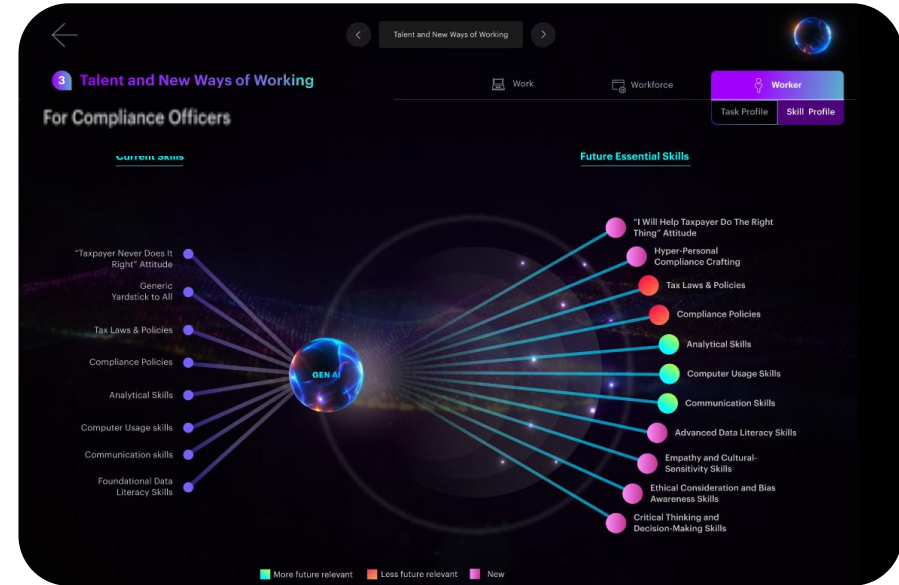 Talent and New Ways of Working
3 Talent and New Ways of Working
Work
Workforce
Worker
Task Profile
Skill Profile
For Compliance Officers
Current Skills
Future Essential Skills
"Taxpayer Never Does It
Right" Attitude
Generic
Yardstick to All
Tax Laws & Policies
Compliance Policies
Analytical Skills
Computer Usage skills
Communication skills
Foundational Data
Literacy Skills
GEN AI
"I Will Help Taxpayer Do The Right
Thing" Attitude
Hyper-Personal
Compliance Crafting
Tax Laws & Policies
Compliance Policies
Analytical Skills
Computer Usage Skills
Communication Skills
Advanced Data Literacy Skills
Empathy and Cultural-
Sensitivity Skills
Ethical Consideration and Bias
Awareness Skills
Critical Thinking and
Decision-Making Skills
More future relevant
Less future relevant
New